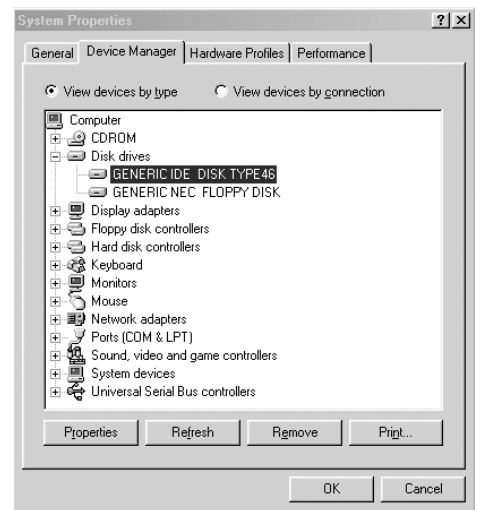 System Properties
General Device Manager Hardware Profiles Performance
View devices by type View devices by connection
Computer
CDROM
Disk drives
GENERIC IDE DISK TYPE46
GENERIC NEC FLOPPY DISK
Display adapters
Floppy disk controllers
Hard disk controllers
Keyboard
Monitors
Mouse
Network adapters
Ports (COM & LPT)
Sound, video and game controllers
System devices
Universal Serial Bus controllers
Properties Refresh Remove Print...
OK Cancel